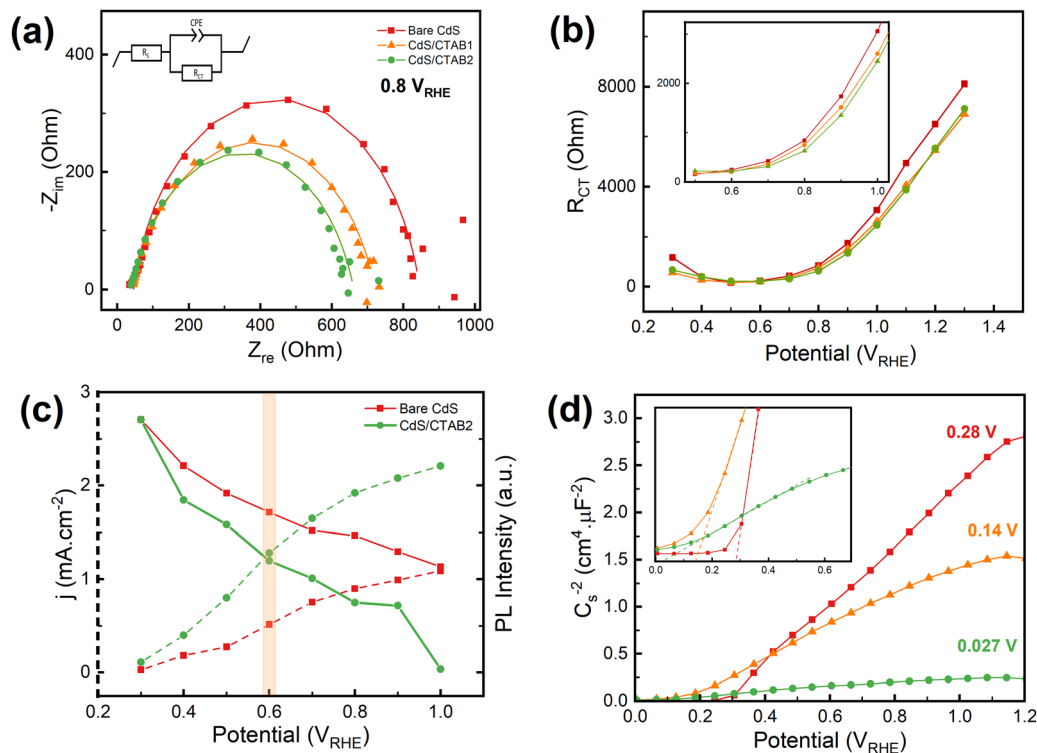 (a)
CPE
R_S
R_CT
Bare CdS
CdS/CTAB1
CdS/CTAB2
0.8 V_RHE
400
200
0
-Z_im (Ohm)
0
200
400
600
800
1000
Z_re (Ohm)
(b)
8000
4000
0
R_CT (Ohm)
3000
0
0.6
0.8
1.0
0.2
0.4
0.6
0.8
1.0
1.2
1.4
Potential (V_RHE)
(c)
Bare CdS
CdS/CTAB2
3
2
1
0
j (mA.cm⁻²)
PL Intensity (a.u.)
0.2
0.4
0.6
0.8
1.0
Potential (V_RHE)
(d)
0.28 V
0.14 V
0.027 V
3.0
2.5
2.0
1.5
1.0
0.5
0.0
C_s⁻² (cm⁴.µF⁻²)
0.0
0.2
0.4
0.6
0.0
0.2
0.4
0.6
0.8
1.0
1.2
Potential (V_RHE)